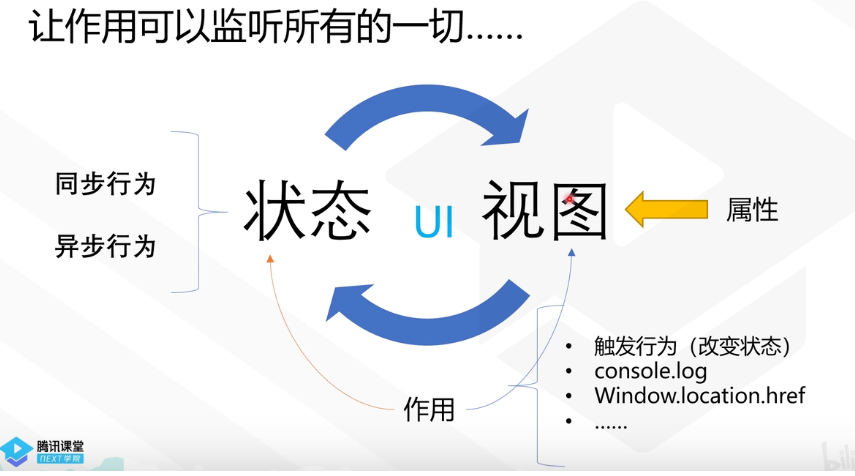 让作用可以监听所有的一切......
同步行为
异步行为
状态
UI
视图
属性
作用
• 触发行为（改变状态）
• console.log
• Window.location.href
• ......
腾讯课堂
NEXT学院
bili